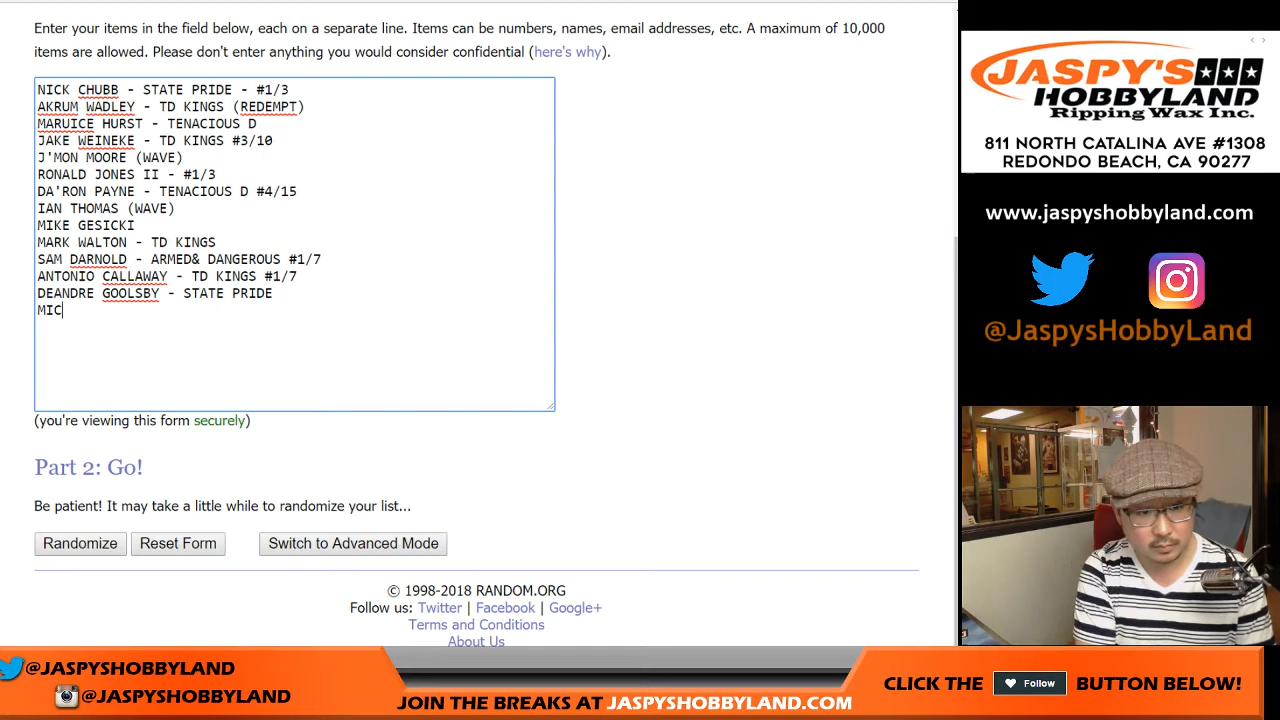 Enter your items in the field below, each on a separate line. Items can be numbers, names, email addresses, etc. A maximum of 10,000
items are allowed. Please don't enter anything you would consider confidential (here's why).
NICK CHUBB - STATE PRIDE - #1/3
AKRUM WADLEY - TD KINGS (REDEMPT)
MARUICE HURST - TENACIOUS D
JAKE WEINEKE - TD KINGS #3/10
J'MON MOORE (WAVE)
RONALD JONES II - #1/3
DA'RON PAYNE - TENACIOUS D #4/15
IAN THOMAS (WAVE)
MIKE GESICKI
MARK WALTON - TD KINGS
SAM DARNOLD - ARMED& DANGEROUS #1/7
ANTONIO CALLAWAY - TD KINGS #1/7
DEANDRE GOOLSBY - STATE PRIDE
MIC
(you're viewing this form securely)
Part 2: Go!
Be patient! It may take a little while to randomize your list...
Randomize Reset Form Switch to Advanced Mode
© 1998-2018 RANDOM.ORG
Follow us: Twitter | Facebook | Google+
Terms and Conditions
About Us
JASPY'S
HOBBYLAND
Ripping Wax Inc.
811 NORTH CATALINA AVE #1308
REDONDO BEACH, CA 90277
www.jaspyshobbyland.com
@JaspysHobbyLand
@JASPYSHOBBYLAND
@JASPYSHOBBYLAND
JOIN THE BREAKS AT JASPYSHOBBYLAND.COM
CLICK THE Follow BUTTON BELOW!